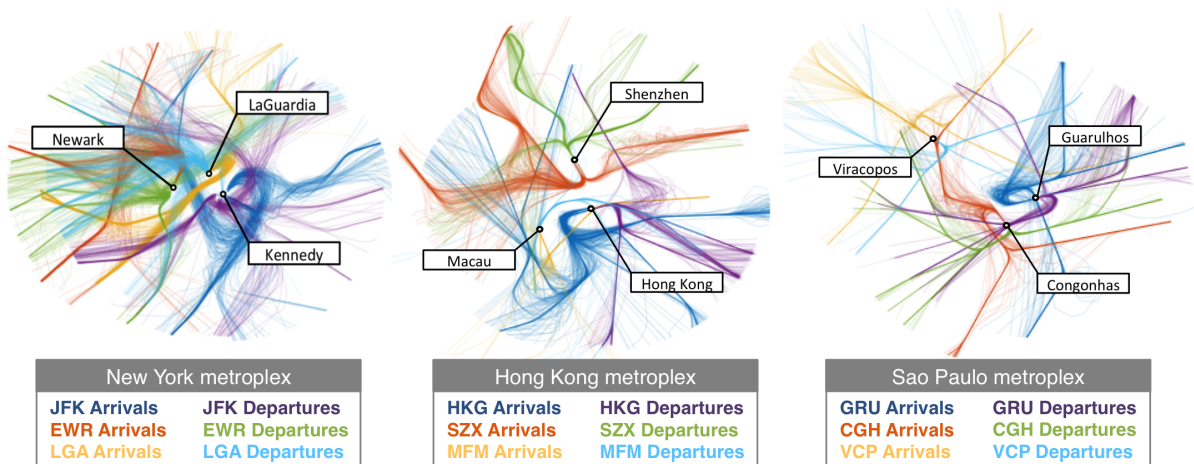 LaGuardia
Newark
Kennedy
Shenzhen
Macau
Hong Kong
Guarulhos
Viracopos
Congonhas
New York metroplex
JFK Arrivals JFK Departures
EWR Arrivals EWR Departures
LGA Arrivals LGA Departures
Hong Kong metroplex
HKG Arrivals HKG Departures
SZX Arrivals SZX Departures
MFM Arrivals MFM Departures
Sao Paulo metroplex
GRU Arrivals GRU Departures
CGH Arrivals CGH Departures
VCP Arrivals VCP Departures